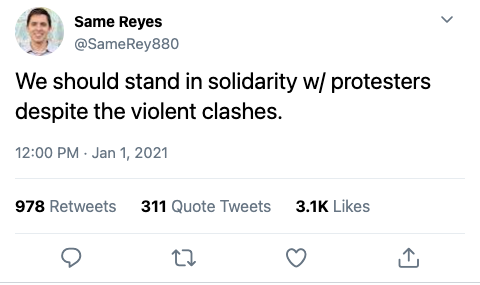 Same Reyes
@SameRey880
We should stand in solidarity w/ protesters
despite the violent clashes.
12:00 PM · Jan 1, 2021
978 Retweets 311 Quote Tweets 3.1K Likes